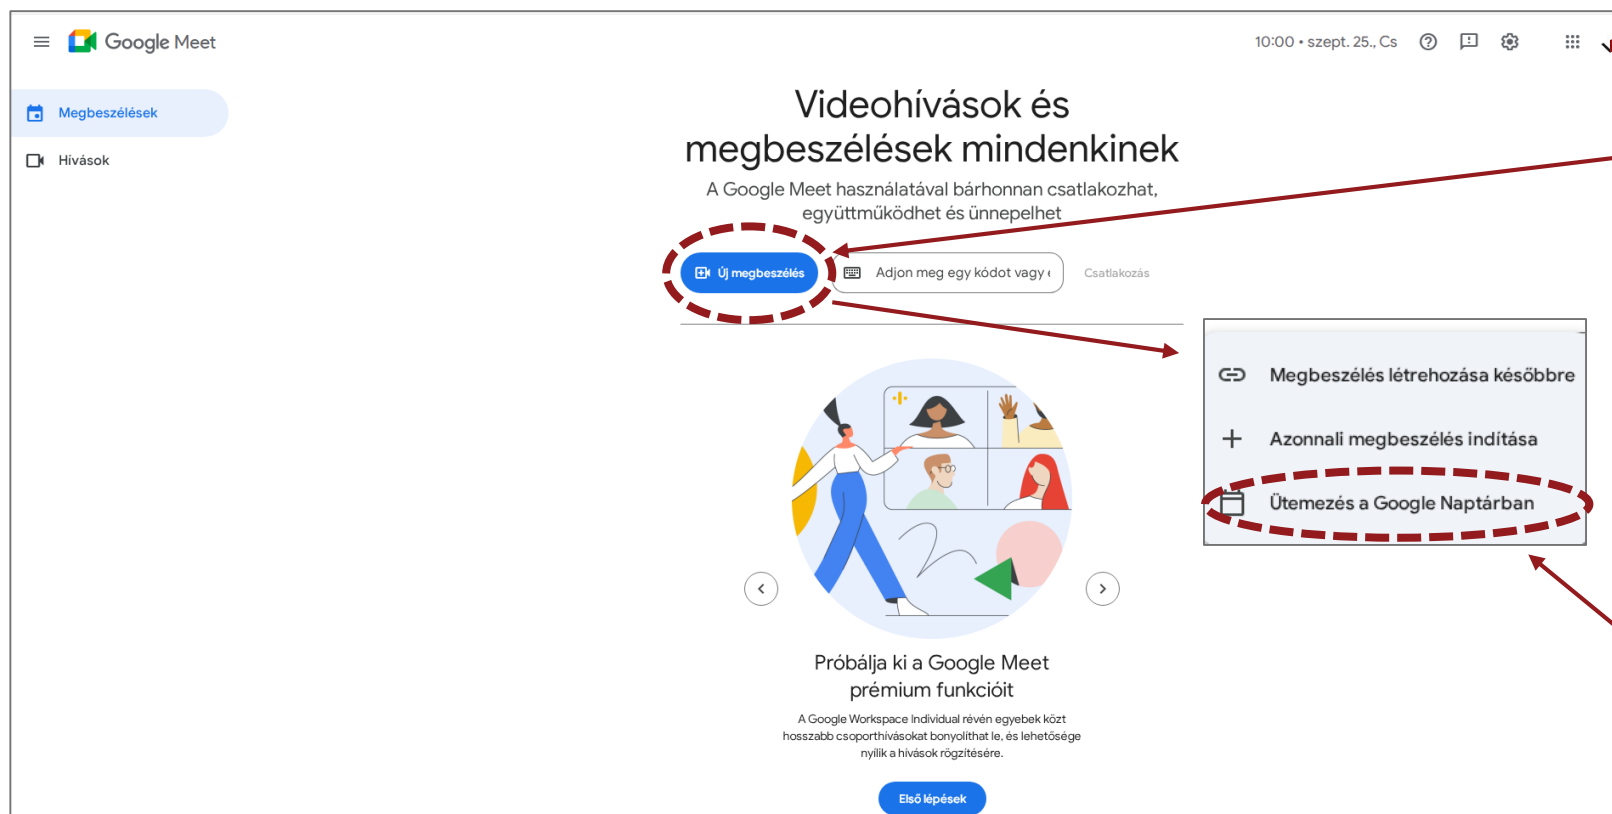 Google Meet
10:00 • szept. 25., Cs
Megbeszélések
Hívások
Videohívások és
megbeszélések mindenkinek
A Google Meet használatával bárhonnan csatlakozhat,
együttműködhet és ünnepelhet
Új megbeszélés
Adjon meg egy kódot vagy
Csatlakozás
Megbeszélés létrehozása későbbre
Azonnali megbeszélés indítása
Ütemezés a Google Naptárban
Próbálja ki a Google Meet
prémium funkcióit
A Google Workspace Individual révén egyebek közt
hosszabb csoporthívásokat bonyolíthat le, és lehetősége
nyílik a hívások rögzítésére.
Első lépések